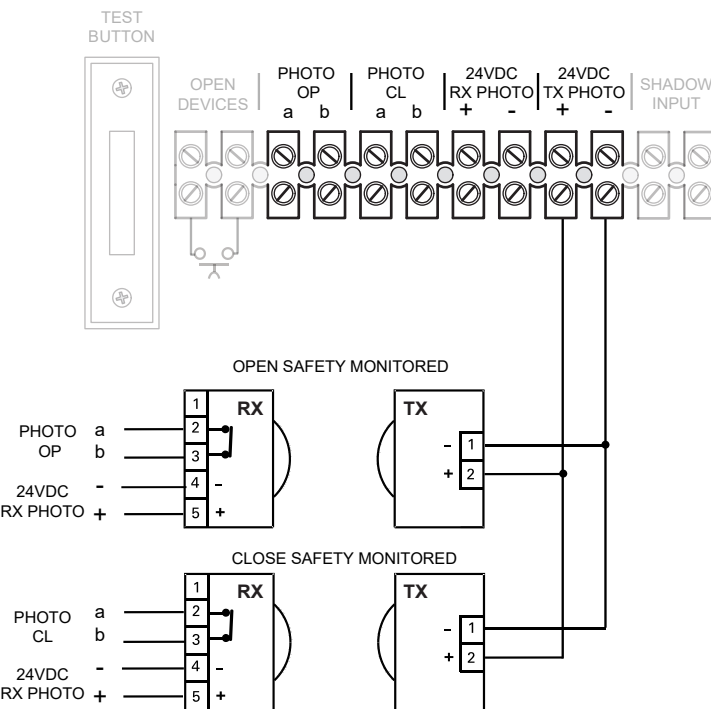 TEST
BUTTON
OPEN
DEVICES
PHOTO
OP
a b
PHOTO
CL
a b
24VDC
RX PHOTO
+ -
24VDC
TX PHOTO
+ -
SHADOW
INPUT
OPEN SAFETY MONITORED
PHOTO
OP
a
b
24VDC
RX PHOTO
-
+
1
2
3
4 -
5 +
RX
TX
- 1
+ 2
CLOSE SAFETY MONITORED
PHOTO
CL
a
b
24VDC
RX PHOTO
-
+
1
2
3
4 -
5 +
RX
TX
- 1
+ 2